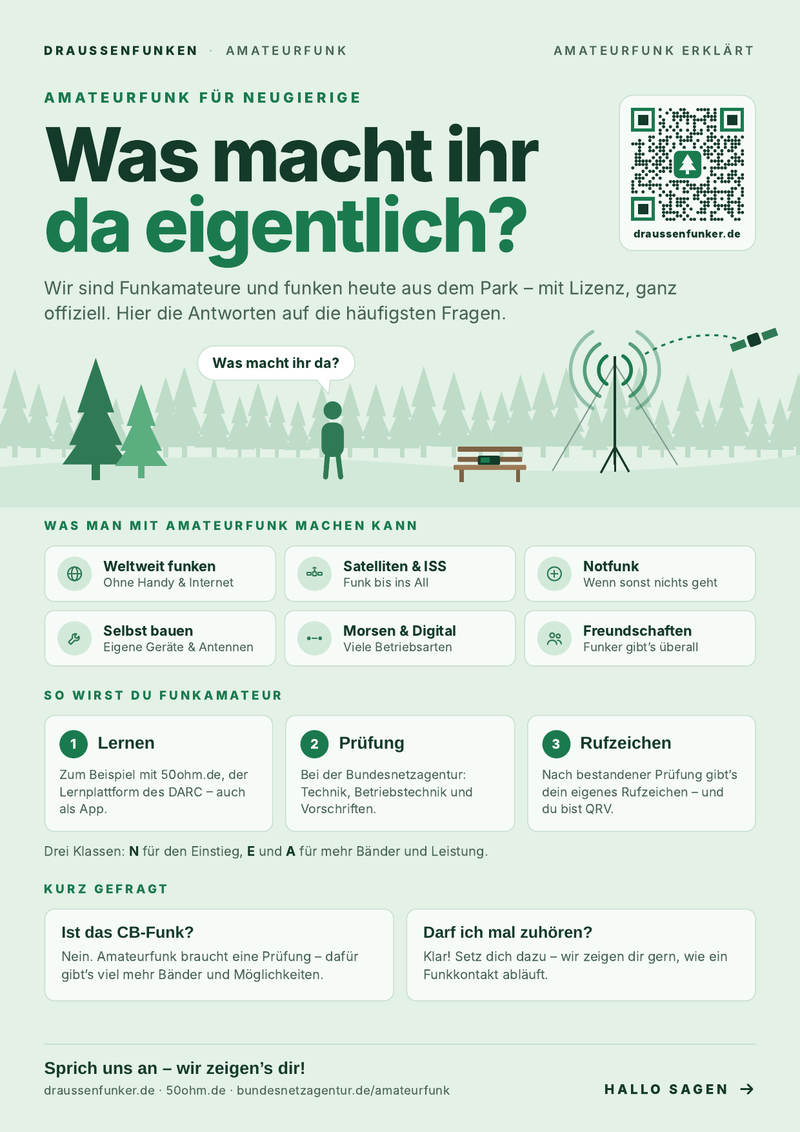 DRAUSSENFUNKEN · AMATEURFUNK
AMATEURFUNK ERKLÄRT
AMATEURFUNK FÜR NEUGIERIGE
Was macht ihr
da eigentlich?
draussenfunker.de
Wir sind Funkamateure und funken heute aus dem Park – mit Lizenz, ganz
offiziell. Hier die Antworten auf die häufigsten Fragen.
Was macht ihr da?
WAS MAN MIT AMATEURFUNK MACHEN KANN
Weltweit funken
Ohne Handy & Internet
Satelliten & ISS
Funk bis ins All
Notfunk
Wenn sonst nichts geht
Selbst bauen
Eigene Geräte & Antennen
Morsen & Digital
Viele Betriebsarten
Freundschaften
Funker gibt’s überall
SO WIRST DU FUNKAMATEUR
1 Lernen
Zum Beispiel mit 50ohm.de, der
Lernplattform des DARC – auch
als App.
2 Prüfung
Bei der Bundesnetzagentur:
Technik, Betriebstechnik und
Vorschriften.
3 Rufzeichen
Nach bestandener Prüfung gibt’s
dein eigenes Rufzeichen – und
du bist QRV.
Drei Klassen: N für den Einstieg, E und A für mehr Bänder und Leistung.
KURZ GEFRAGT
Ist das CB-Funk?
Nein. Amateurfunk braucht eine Prüfung – dafür
gibt’s viel mehr Bänder und Möglichkeiten.
Darf ich mal zuhören?
Klar! Setz dich dazu – wir zeigen dir gern, wie ein
Funkkontakt abläuft.
Sprich uns an – wir zeigen’s dir!
draussenfunker.de · 50ohm.de · bundesnetzagentur.de/amateurfunk
HALLO SAGEN →